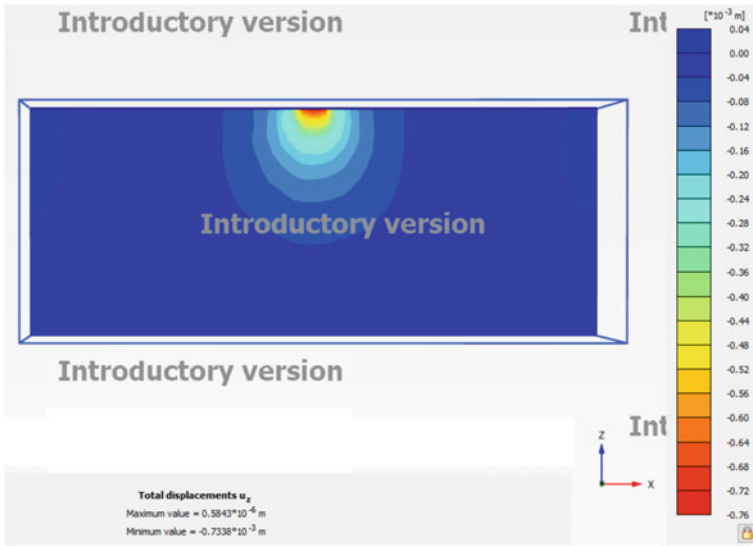 Introductory version
Int
[*10⁻³ m]
0.04
0.00
-0.04
-0.08
-0.12
-0.16
-0.20
-0.24
-0.28
-0.32
-0.36
-0.40
-0.44
-0.48
-0.52
-0.56
-0.60
-0.64
-0.68
-0.72
-0.76
Introductory version
Introductory version
Int
Z
X
Total displacements u_z
Maximum value = 0.5843*10⁻⁶ m
Minimum value = -0.7338*10⁻³ m